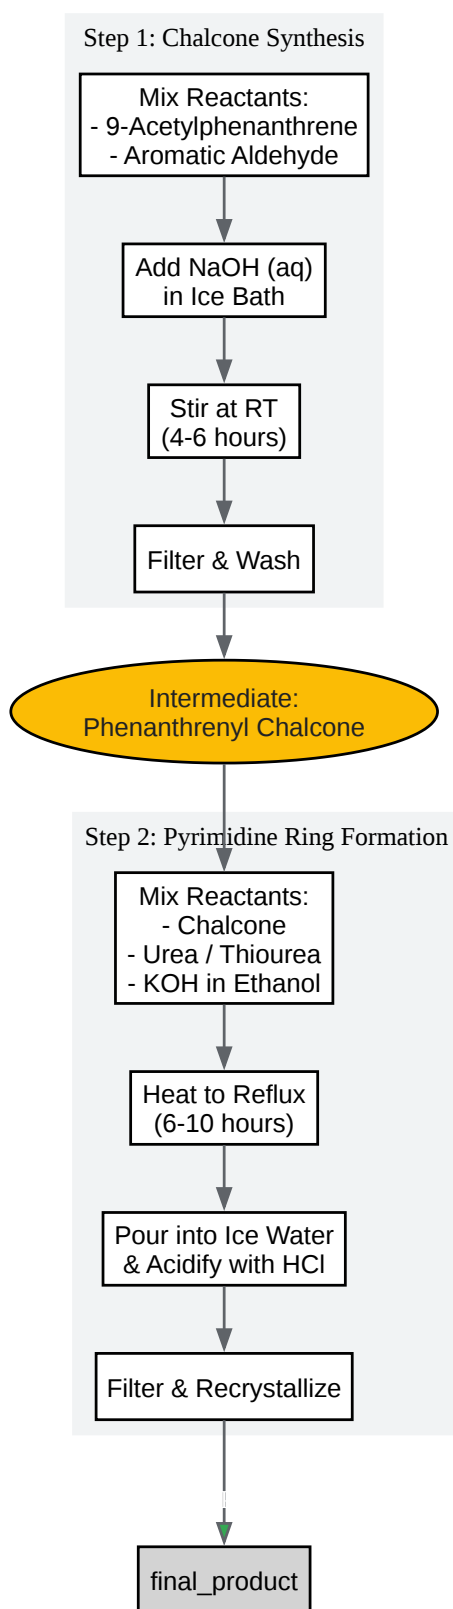 Step 1: Chalcone Synthesis
Mix Reactants:
- 9-Acetylphenanthrene
- Aromatic Aldehyde
Add NaOH (aq)
in Ice Bath
Stir at RT
(4-6 hours)
Filter & Wash
Intermediate:
Phenanthrenyl Chalcone
Step 2: Pyrimidine Ring Formation
Mix Reactants:
- Chalcone
- Urea / Thiourea
- KOH in Ethanol
Heat to Reflux
(6-10 hours)
Pour into Ice Water
& Acidify with HCl
Filter & Recrystallize
final_product